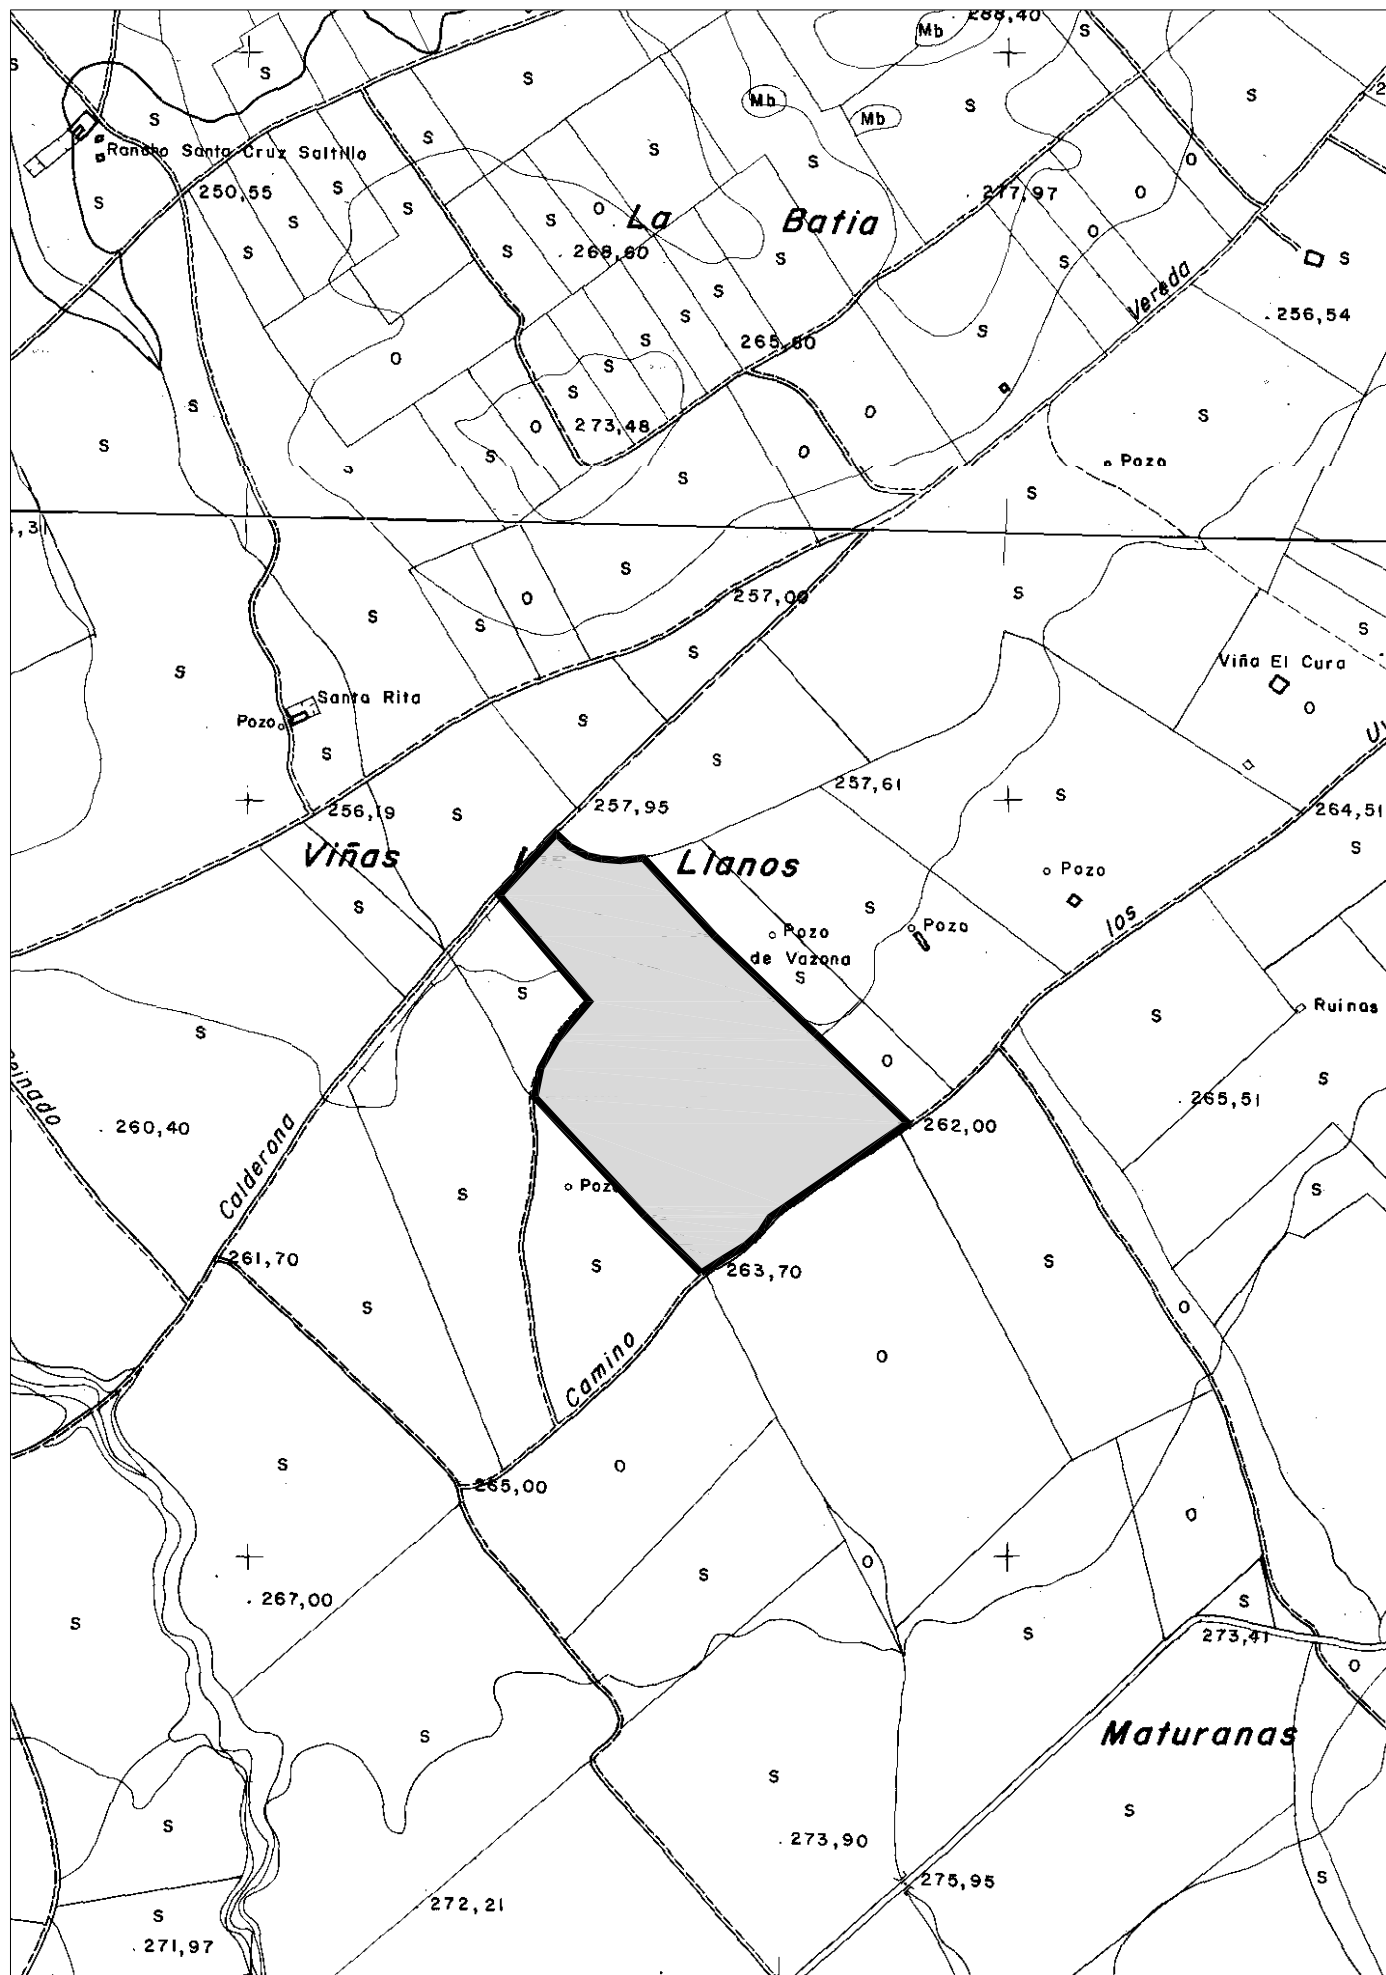 288,40
Mb
S
S
S
S
S
Mb
S
S
Mb
S
S
Rancho Santa Cruz Saltillo
S
S
O
250,55
S
277,97
O
S
S
O
La Batia
S
S
O
S
S
268,60
S
S
S
Vereda
S
S
256,54
S
265,60
S
S
O
S
S
S
O
S
O
273,48
S
O
S
Pozo
S
S
S
S
O
257,00
S
S
S
S
Viña El Cura
S
Santa Rita
Pozo
S
O
S
S
257,61
S
256,19
S
257,95
264,51
Viñas
Llanos
S
Pozo
S
S
los
Pozo
Pozo
de Vazona
S
S
Ruinas
S
S
O
S
265,51
260,40
262,00
Calderona
S
Pozo
S
261,70
S
263,70
S
S
O
Camino
O
S
O
265,00
O
S
O
267,00
S
S
S
S
273,41
O
S
Maturanas
S
S
S
273,90
S
275,95
272,21
S
271,97